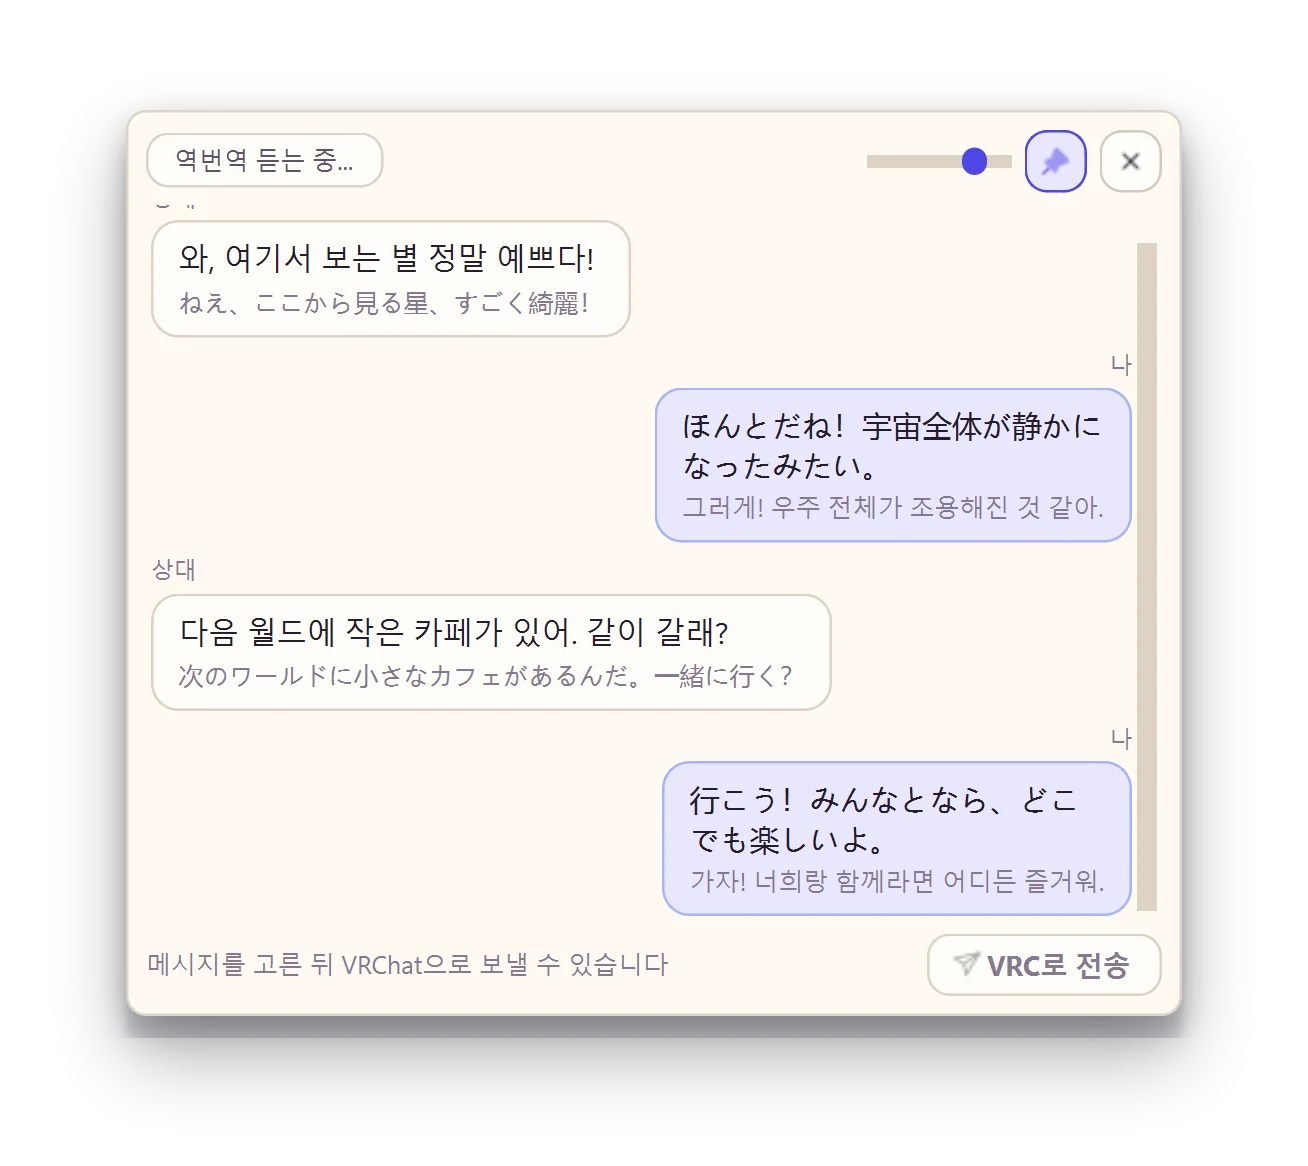 역번역 듣는 중...
와, 여기서 보는 별 정말 예쁘다!
ねえ、ここから見る星、すごく綺麗！
나
ほんとだね！宇宙全体が静かに
なったみたい。
그러게! 우주 전체가 조용해진 것 같아.
상대
다음 월드에 작은 카페가 있어. 같이 갈래?
次のワールドに小さなカフェがあるんだ。一緒に行く？
나
行こう！みんなとなら、どこ
でも楽しいよ。
가자! 너희랑 함께라면 어디든 즐거워.
메시지를 고른 뒤 VRChat으로 보낼 수 있습니다
VRC로 전송